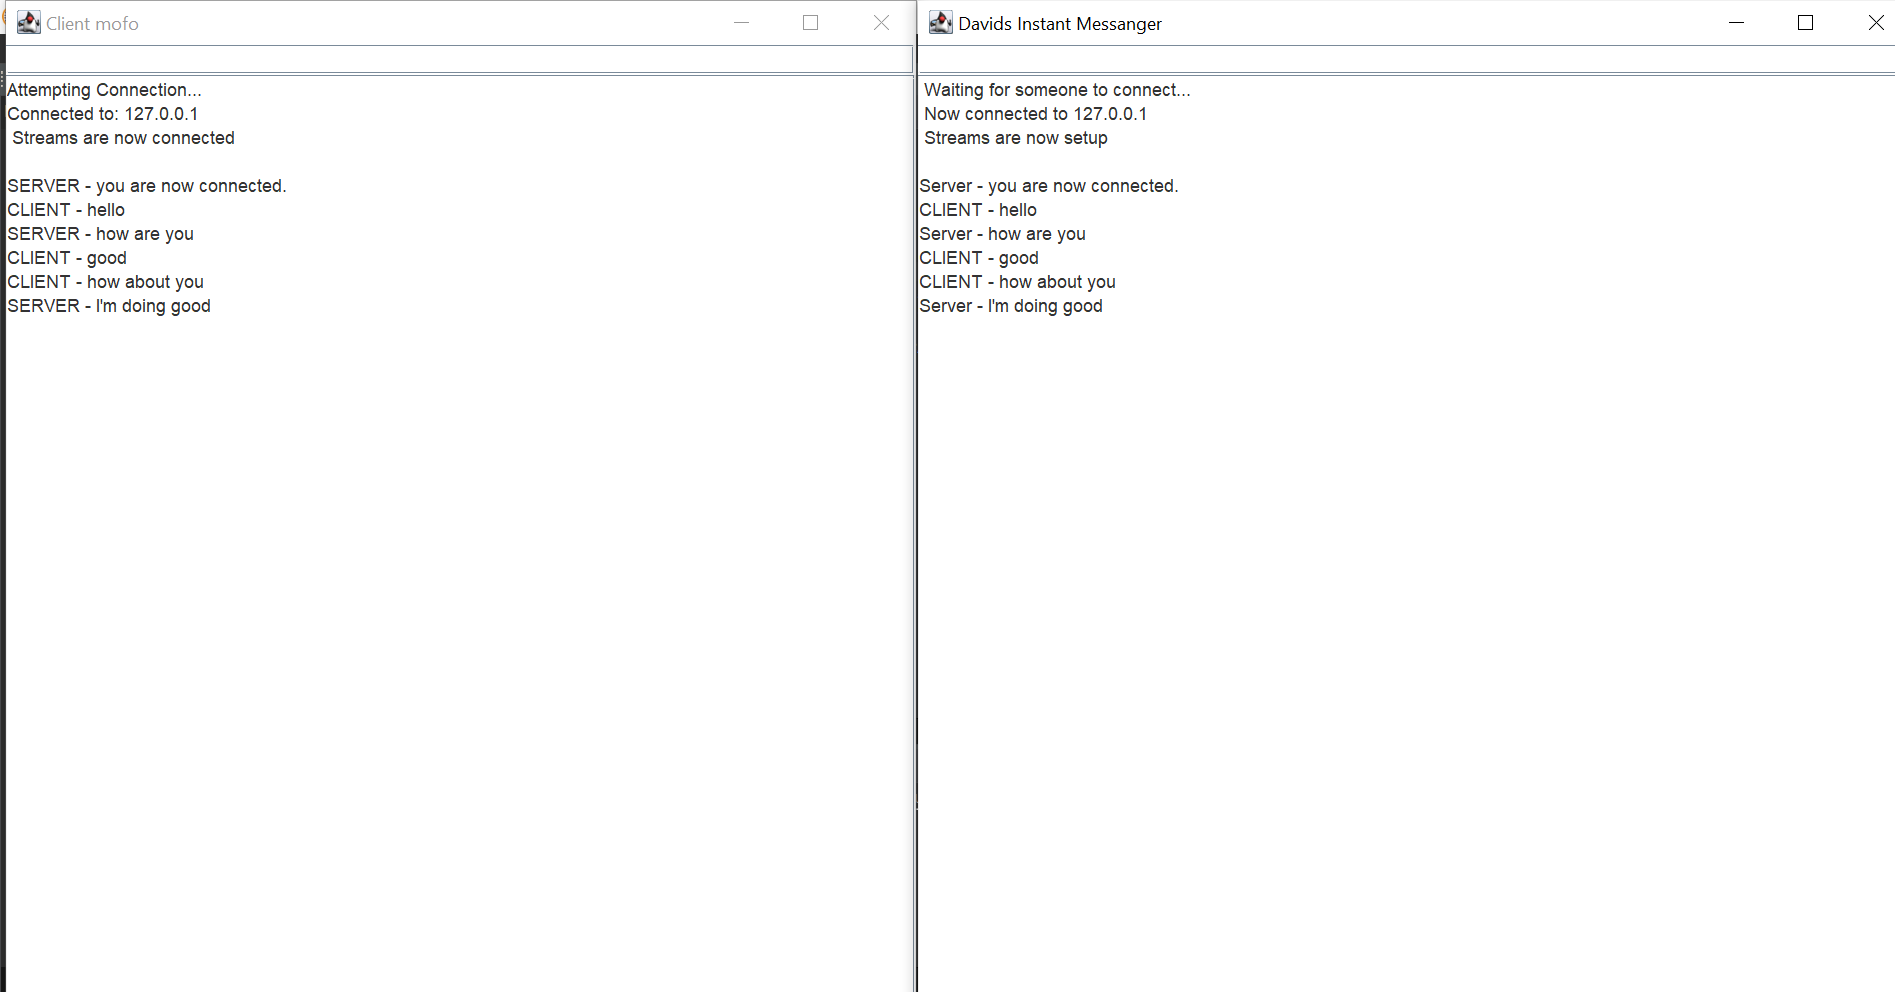 Client mofo
Attempting Connection...
Connected to: 127.0.0.1
Streams are now connected
SERVER - you are now connected.
CLIENT - hello
SERVER - how are you
CLIENT - good
CLIENT - how about you
SERVER - I'm doing good
Davids Instant Messanger
Waiting for someone to connect...
Now connected to 127.0.0.1
Streams are now setup
Server - you are now connected.
CLIENT - hello
Server - how are you
CLIENT - good
CLIENT - how about you
Server - I'm doing good